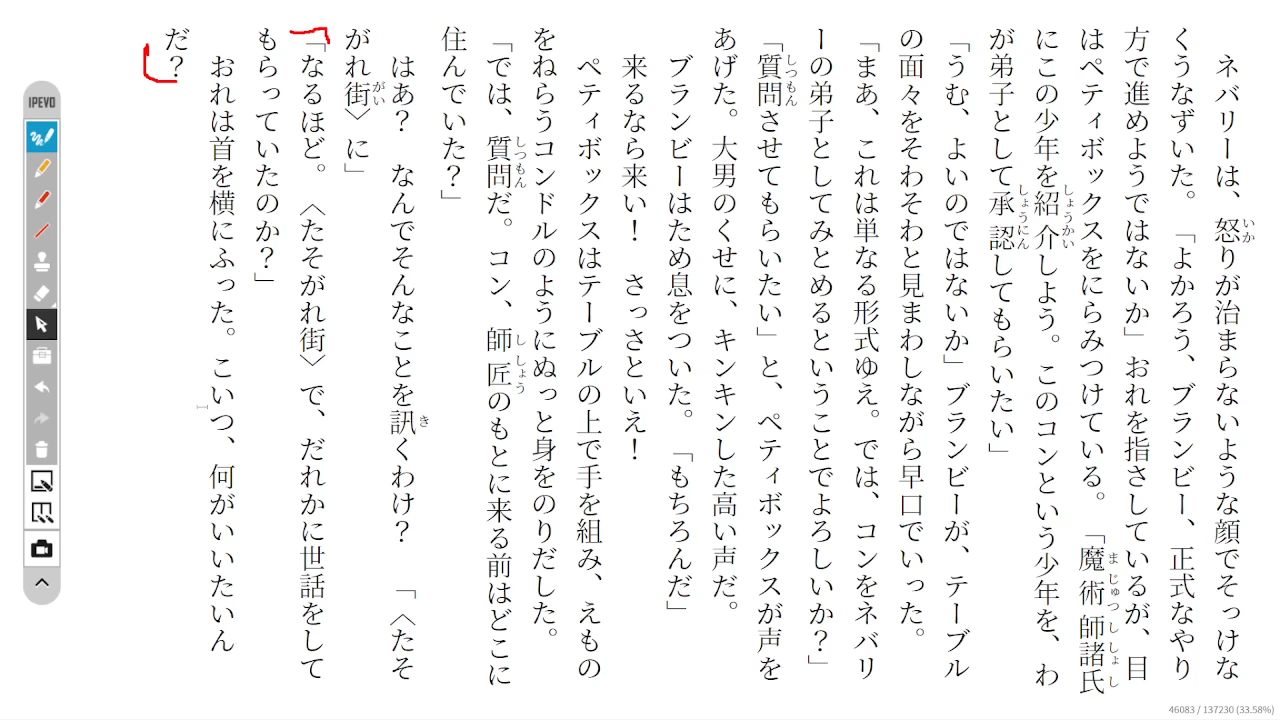 ネバリーは、怒りが治まらないような顔でそっけな
くうなずいた。「よかろう、ブランビー、正式なやり
方で進めようではないか」おれを指さしているが、目
はペティボックスをにらみつけている。「魔術師諸氏
にこの少年を紹介しよう。このコンという少年を、わ
が弟子として承認してもらいたい」
「うむ、よいのではないか」ブランビーが、テーブル
の面々をそわそわと見まわしながら早口でいった。
「まあ、これは単なる形式ゆえ。では、コンをネバリ
ーの弟子としてみとめるということでよろしいか？」
「質問させてもらいたい」と、ペティボックスが声を
あげた。大男のくせに、キンキンした高い声だ。
ブランビーはため息をついた。「もちろんだ」
来るなら来い！　さっさといえ！
ペティボックスはテーブルの上で手を組み、えもの
をねらうコンドルのようにぬっと身をのりだした。
「では、質問だ。コン、師匠のもとに来る前はどこに
住んでいた？」
はあ？　なんでそんなことを訊くわけ？　「〈たそ
がれ街〉に」
「なるほど。〈たそがれ街〉で、だれかに世話をして
もらっていたのか？」
おれは首を横にふった。こいつ、何がいいたいん
だ？
IPEVO
46083 / 137230 (33.58%)